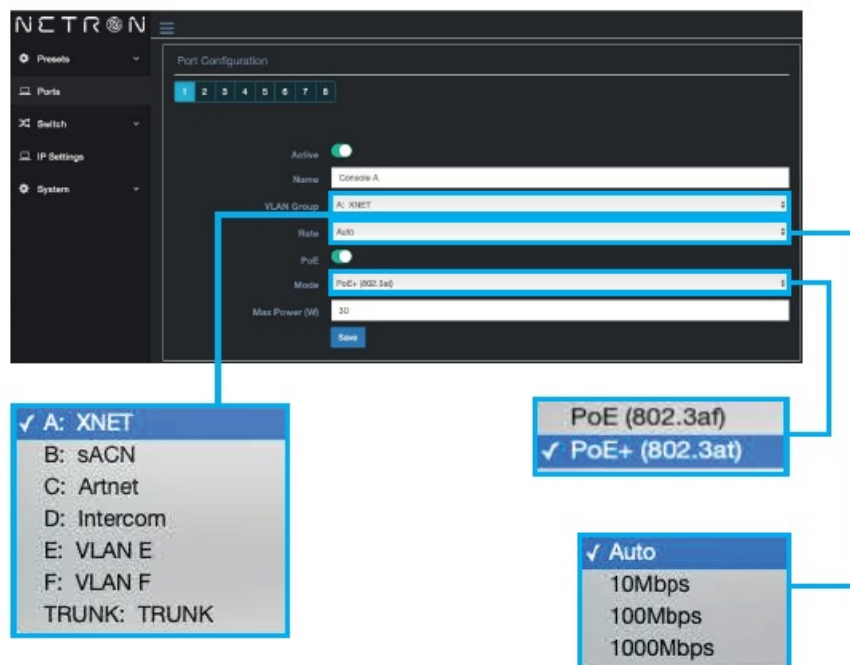 NETRON
Presets
Ports
Switch
IP Settings
System
Port Configuration
1 2 3 4 5 6 7 8
Active
Name Console A
VLAN Group A: XNET
Rate Auto
PoE
Mode PoE+ (802.3at)
Max Power (W) 30
Save
✓ A: XNET
B: sACN
C: Artnet
D: Intercom
E: VLAN E
F: VLAN F
TRUNK: TRUNK
PoE (802.3af)
✓ PoE+ (802.3at)
✓ Auto
10Mbps
100Mbps
1000Mbps